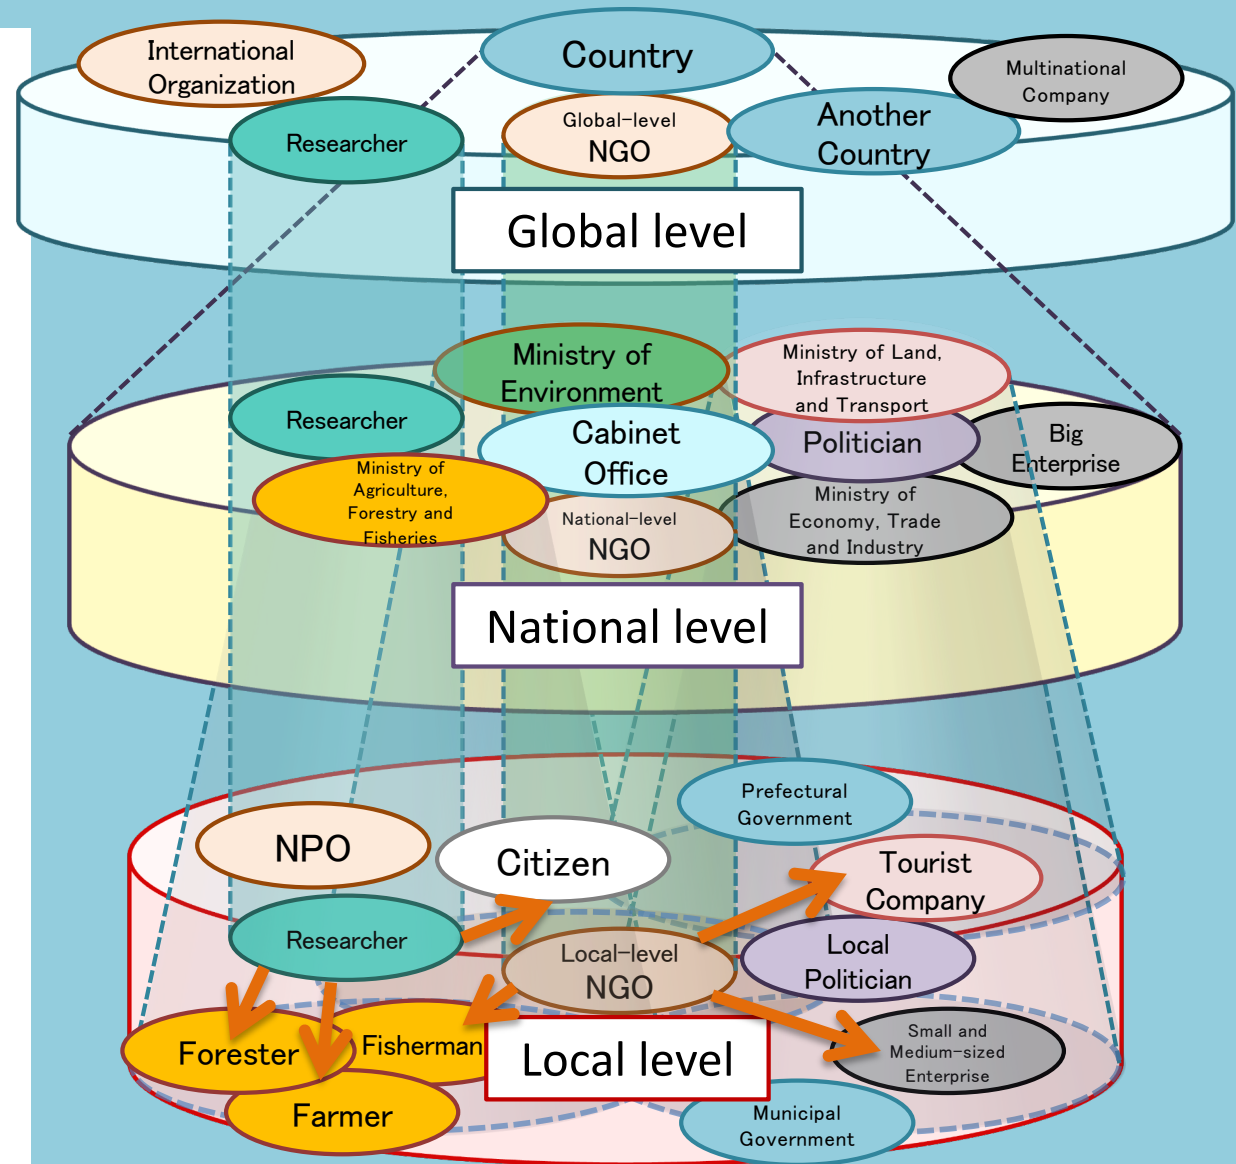 International
Organization
Country
Multinational
Company
Researcher
Global-level
NGO
Another
Country
Global level
Ministry of
Environment
Ministry of Land,
Infrastructure
and Transport
Researcher
Cabinet
Office
Politician
Big
Enterprise
Ministry of
Agriculture,
Forestry and
Fisheries
National-level
NGO
Ministry of
Economy, Trade
and Industry
National level
Prefectural
Government
NPO
Citizen
Tourist
Company
Researcher
Local-level
NGO
Local
Politician
Forester
Fisherman
Local level
Small and
Medium-sized
Enterprise
Farmer
Municipal
Government